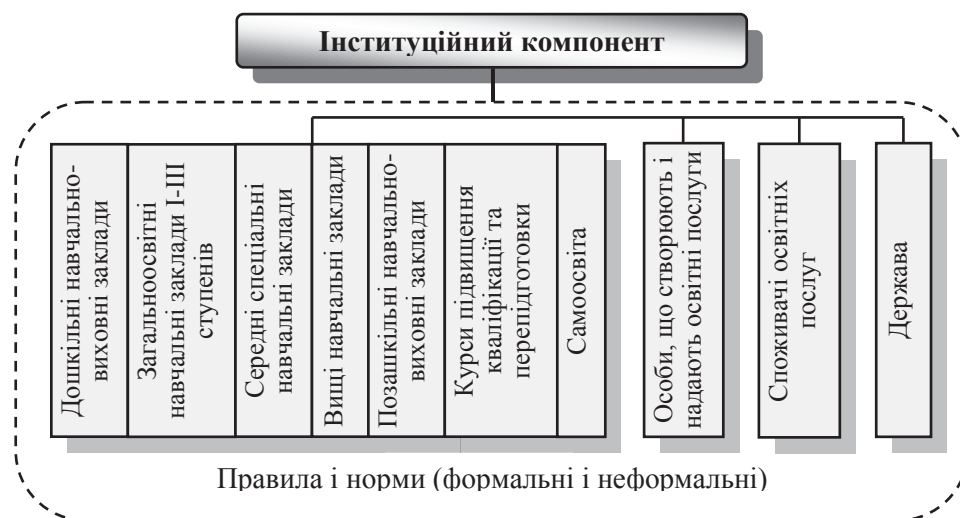 Інституційний компонент
Дошкільні навчально-
виховні заклади
Загальноосвітні
навчальні заклади І-ІІІ
ступенів
Середні спеціальні
навчальні заклади
Вищі навчальні заклади
Позашкільні навчально-
виховні заклади
Курси підвищення
кваліфікації та
перепідготовки
Самоосвіта
Особи, що створюють і
надають освітні послуги
Споживачі освітніх
послуг
Держава
Правила і норми (формальні і неформальні)